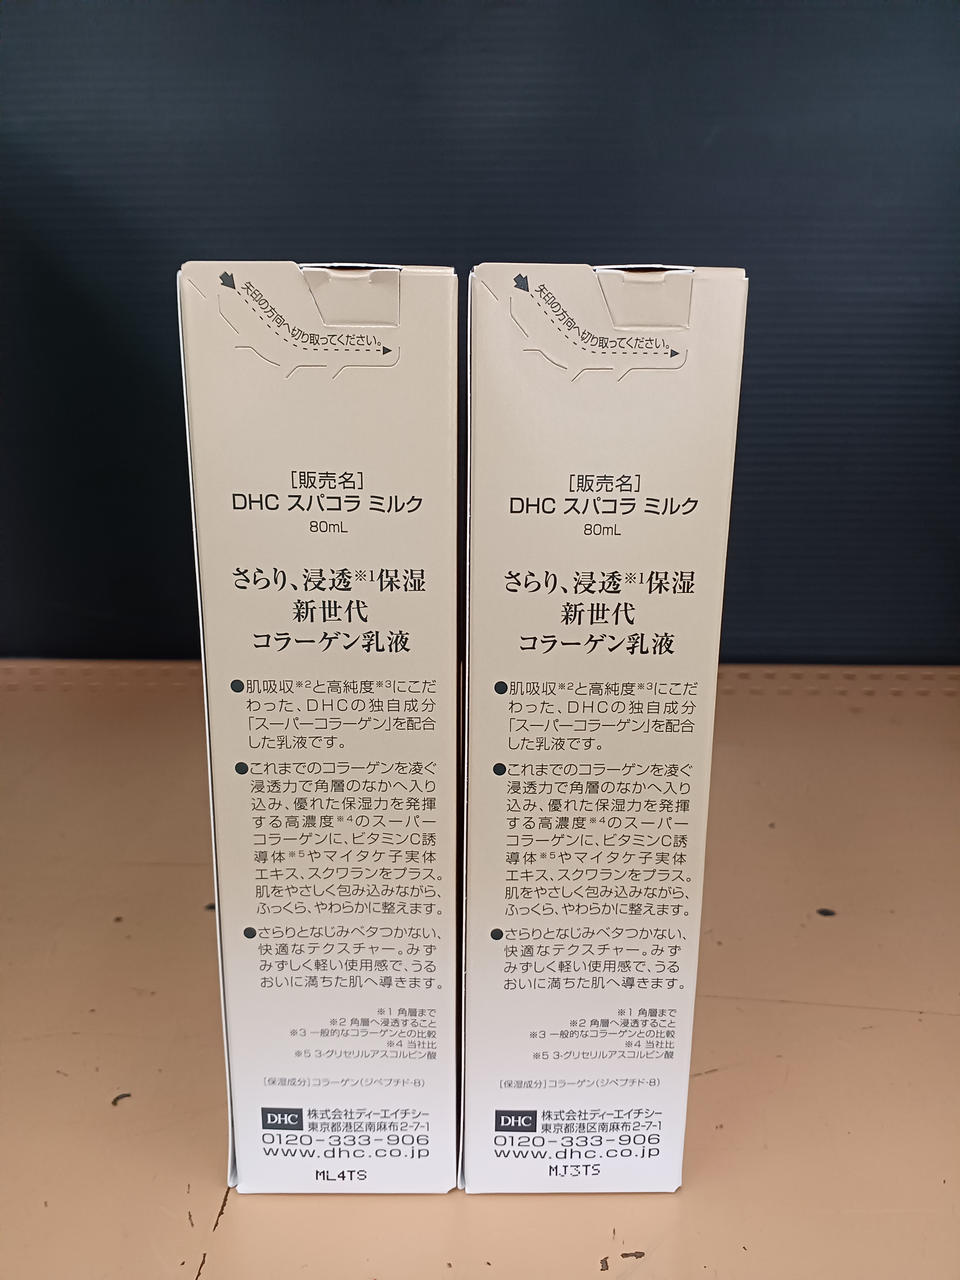 矢印の方向へ切り取ってください。
[販売名]
DHC スパコラ ミルク
80mL
さらり、浸透※1保湿
新世代
コラーゲン乳液
●肌吸収※2と高純度※3にこだ
わった、DHCの独自成分
「スーパーコラーゲン」を配合
した乳液です。
●これまでのコラーゲンを凌ぐ
浸透力で角層のなかへ入り
込み、優れた保湿力を発揮
する高濃度※4のスーパー
コラーゲンに、ビタミンC誘
導体※5やマイタケ子実体
エキス、スクワランをプラス。
肌をやさしく包み込みながら、
ふっくら、やわらかに整えます。
●さらりとなじみベタつかない、
快適なテクスチャー。みず
みずしく軽い使用感で、うる
おいに満ちた肌へ導きます。
※1 角層まで
※2 角層へ浸透すること
※3 一般的なコラーゲンとの比較
※4 当社比
※5 3-グリセリルアスコルビン酸
[保湿成分]コラーゲン(ジペプチド-8)
DHC 株式会社ディーエイチシー
東京都港区南麻布2-7-1
0120-333-906
www.dhc.co.jp
ML4TS
矢印の方向へ切り取ってください。
[販売名]
DHC スパコラ ミルク
80mL
さらり、浸透※1保湿
新世代
コラーゲン乳液
●肌吸収※2と高純度※3にこだ
わった、DHCの独自成分
「スーパーコラーゲン」を配合
した乳液です。
●これまでのコラーゲンを凌ぐ
浸透力で角層のなかへ入り
込み、優れた保湿力を発揮
する高濃度※4のスーパー
コラーゲンに、ビタミンC誘
導体※5やマイタケ子実体
エキス、スクワランをプラス。
肌をやさしく包み込みながら、
ふっくら、やわらかに整えます。
●さらりとなじみベタつかない、
快適なテクスチャー。みず
みずしく軽い使用感で、うる
おいに満ちた肌へ導きます。
※1 角層まで
※2 角層へ浸透すること
※3 一般的なコラーゲンとの比較
※4 当社比
※5 3-グリセリルアスコルビン酸
[保湿成分]コラーゲン(ジペプチド-8)
DHC 株式会社ディーエイチシー
東京都港区南麻布2-7-1
0120-333-906
www.dhc.co.jp
MJ3TS